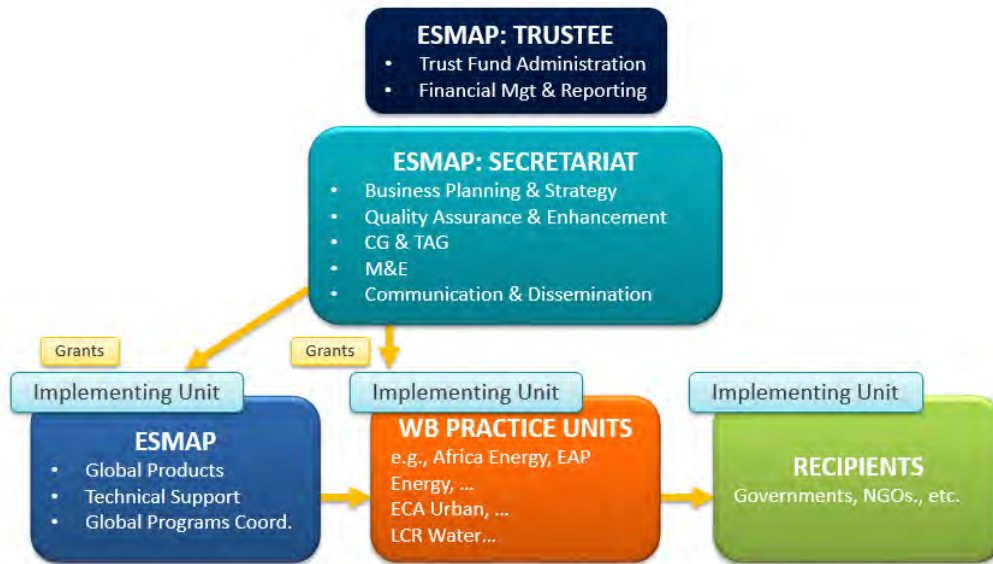 ESMAP: TRUSTEE
• Trust Fund Administration
• Financial Mgt & Reporting
ESMAP: SECRETARIAT
• Business Planning & Strategy
• Quality Assurance & Enhancement
• CG & TAG
• M&E
• Communication & Dissemination
Grants
Grants
Implementing Unit
ESMAP
• Global Products
• Technical Support
• Global Programs Coord.
Implementing Unit
WB PRACTICE UNITS
e.g., Africa Energy, EAP
Energy, ...
ECA Urban, ...
LCR Water...
Implementing Unit
RECIPIENTS
Governments, NGOs., etc.